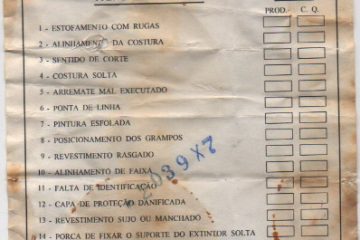 PROD.- C. Q.
1 - ESTOFAMENTO COM RUGAS
2 - ALINHAMENTO DA COSTURA
3 - SENTIDO DE CORTE
4 - COSTURA SOLTA
5 - ARREMATE MAL EXECUTADO
6 - PONTA DE LINHA
7 - PINTURA ESFOLADA
8 - POSICIONAMENTO DOS GRAMPOS
9 - REVESTIMENTO RASGADO
10 - ALINHAMENTO DE FAIXA
11 - FALTA DE IDENTIFICAÇÃO
12 - CAPA DE PROTEÇÃO DANIFICADA
13 - REVESTIMENTO SUJO OU MANCHADO
14 - PORCA DE FIXAR O SUPORTE DO EXTINTOR SOLTA